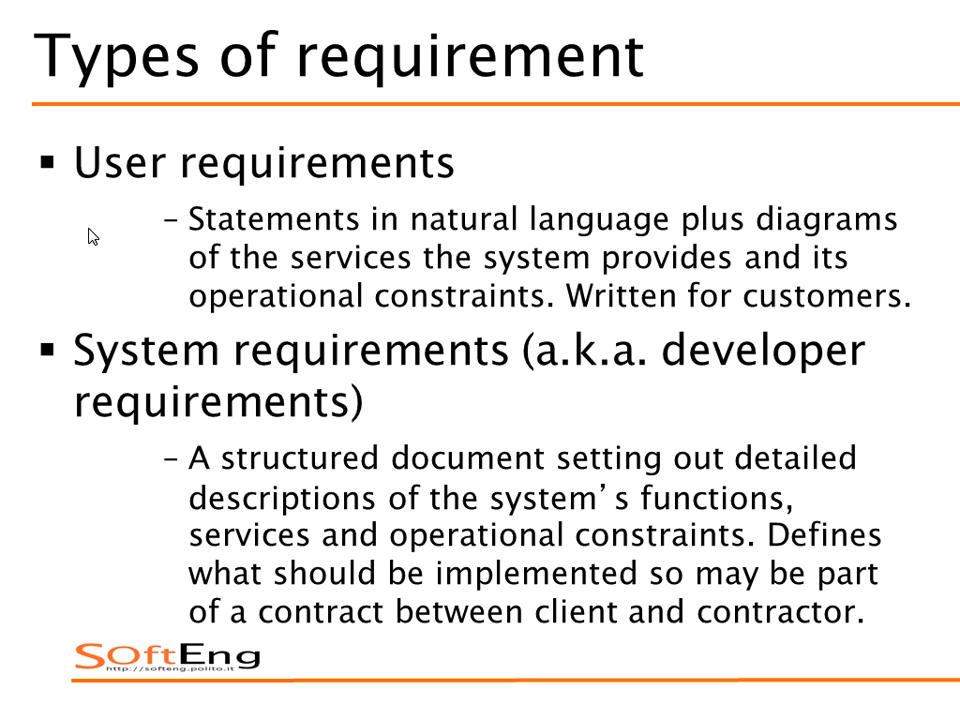 Types of requirement
▪ User requirements
– Statements in natural language plus diagrams
of the services the system provides and its
operational constraints. Written for customers.
▪ System requirements (a.k.a. developer
requirements)
– A structured document setting out detailed
descriptions of the system’s functions,
services and operational constraints. Defines
what should be implemented so may be part
of a contract between client and contractor.
SOftEng
http://softeng.polito.it